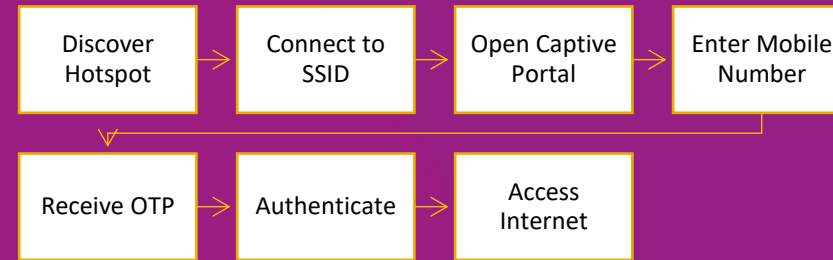 Discover
Hotspot
Connect to
SSID
Open Captive
Portal
Enter Mobile
Number
Receive OTP
Authenticate
Access
Internet